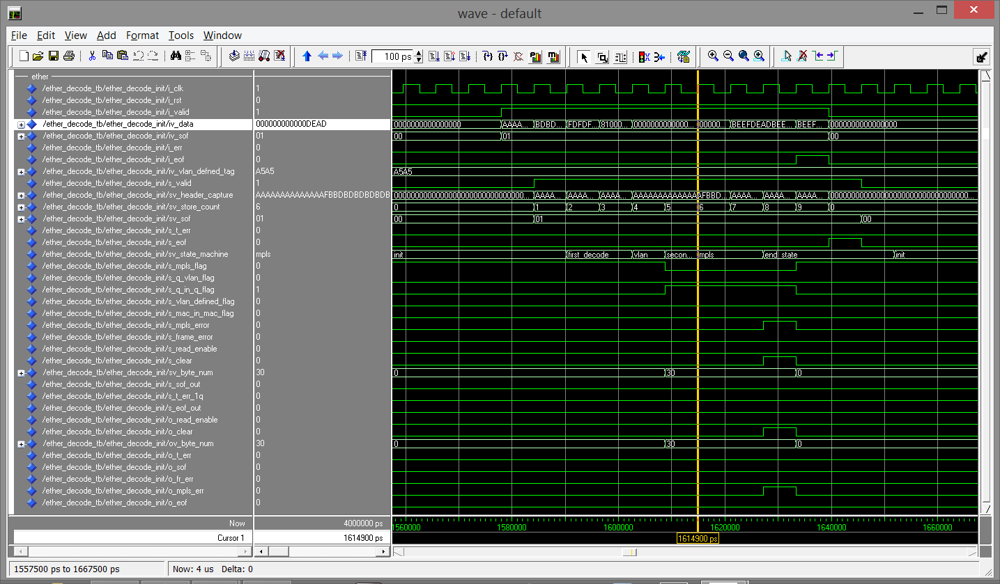 wave - default
File Edit View Add Format Tools Window
100 ps
ether
/ether_decode_tb/ether_decode_init/i_clk 1
/ether_decode_tb/ether_decode_init/i_rst 0
/ether_decode_tb/ether_decode_init/i_valid 1
/ether_decode_tb/ether_decode_init/iv_data 000000000000DEAD 0000000000000000 AAAA... BDBD... FDFDF... 81000... 0000000000000... 00000... BEEFDEADBEE... BEEF... 0000000000000000
/ether_decode_tb/ether_decode_init/iv_sof 01 00 01 00
/ether_decode_tb/ether_decode_init/i_err 0
/ether_decode_tb/ether_decode_init/i_eof 0
/ether_decode_tb/ether_decode_init/iv_vlan_defned_tag A5A5 A5A5
/ether_decode_tb/ether_decode_init/s_valid 1
/ether_decode_tb/ether_decode_init/sv_header_capture AAAAAAAAAAAAAAFBBDBDBDBDBDBDB AAAA... AAAA... AAAA... AAAA... AAAA... AAAA...
/ether_decode_tb/ether_decode_init/sv_store_count 6 0 1 2 3 4 5 6 7 8 9 0
/ether_decode_tb/ether_decode_init/sv_sof 01 00 01 00
/ether_decode_tb/ether_decode_init/s_t_err 0
/ether_decode_tb/ether_decode_init/s_eof 0
/ether_decode_tb/ether_decode_init/sv_state_machine mpls init first_decode vlan secon... mpls end_state init
/ether_decode_tb/ether_decode_init/s_mpls_flag 0
/ether_decode_tb/ether_decode_init/s_q_vlan_flag 0
/ether_decode_tb/ether_decode_init/s_q_in_q_flag 1
/ether_decode_tb/ether_decode_init/s_vlan_defined_flag 0
/ether_decode_tb/ether_decode_init/s_mac_in_mac_flag 0
/ether_decode_tb/ether_decode_init/s_mpls_error 0
/ether_decode_tb/ether_decode_init/s_frame_error 0
/ether_decode_tb/ether_decode_init/s_read_enable 0
/ether_decode_tb/ether_decode_init/s_clear 0
/ether_decode_tb/ether_decode_init/sv_byte_num 30 0 30 0
/ether_decode_tb/ether_decode_init/s_sof_out 0
/ether_decode_tb/ether_decode_init/s_t_err_1q 0
/ether_decode_tb/ether_decode_init/s_eof_out 0
/ether_decode_tb/ether_decode_init/o_read_enable 0
/ether_decode_tb/ether_decode_init/o_clear 0
/ether_decode_tb/ether_decode_init/ov_byte_num 30 0 30 0
/ether_decode_tb/ether_decode_init/o_t_err 0
/ether_decode_tb/ether_decode_init/o_sof 0
/ether_decode_tb/ether_decode_init/o_fr_err 0
/ether_decode_tb/ether_decode_init/o_mpls_err 0
/ether_decode_tb/ether_decode_init/o_eof 0
Now 4000000 ps 1560000 1580000 1600000 1620000 1640000 1660000
Cursor 1 1614900 ps 1614900 ps
1557500 ps to 1667500 ps Now: 4 us Delta: 0